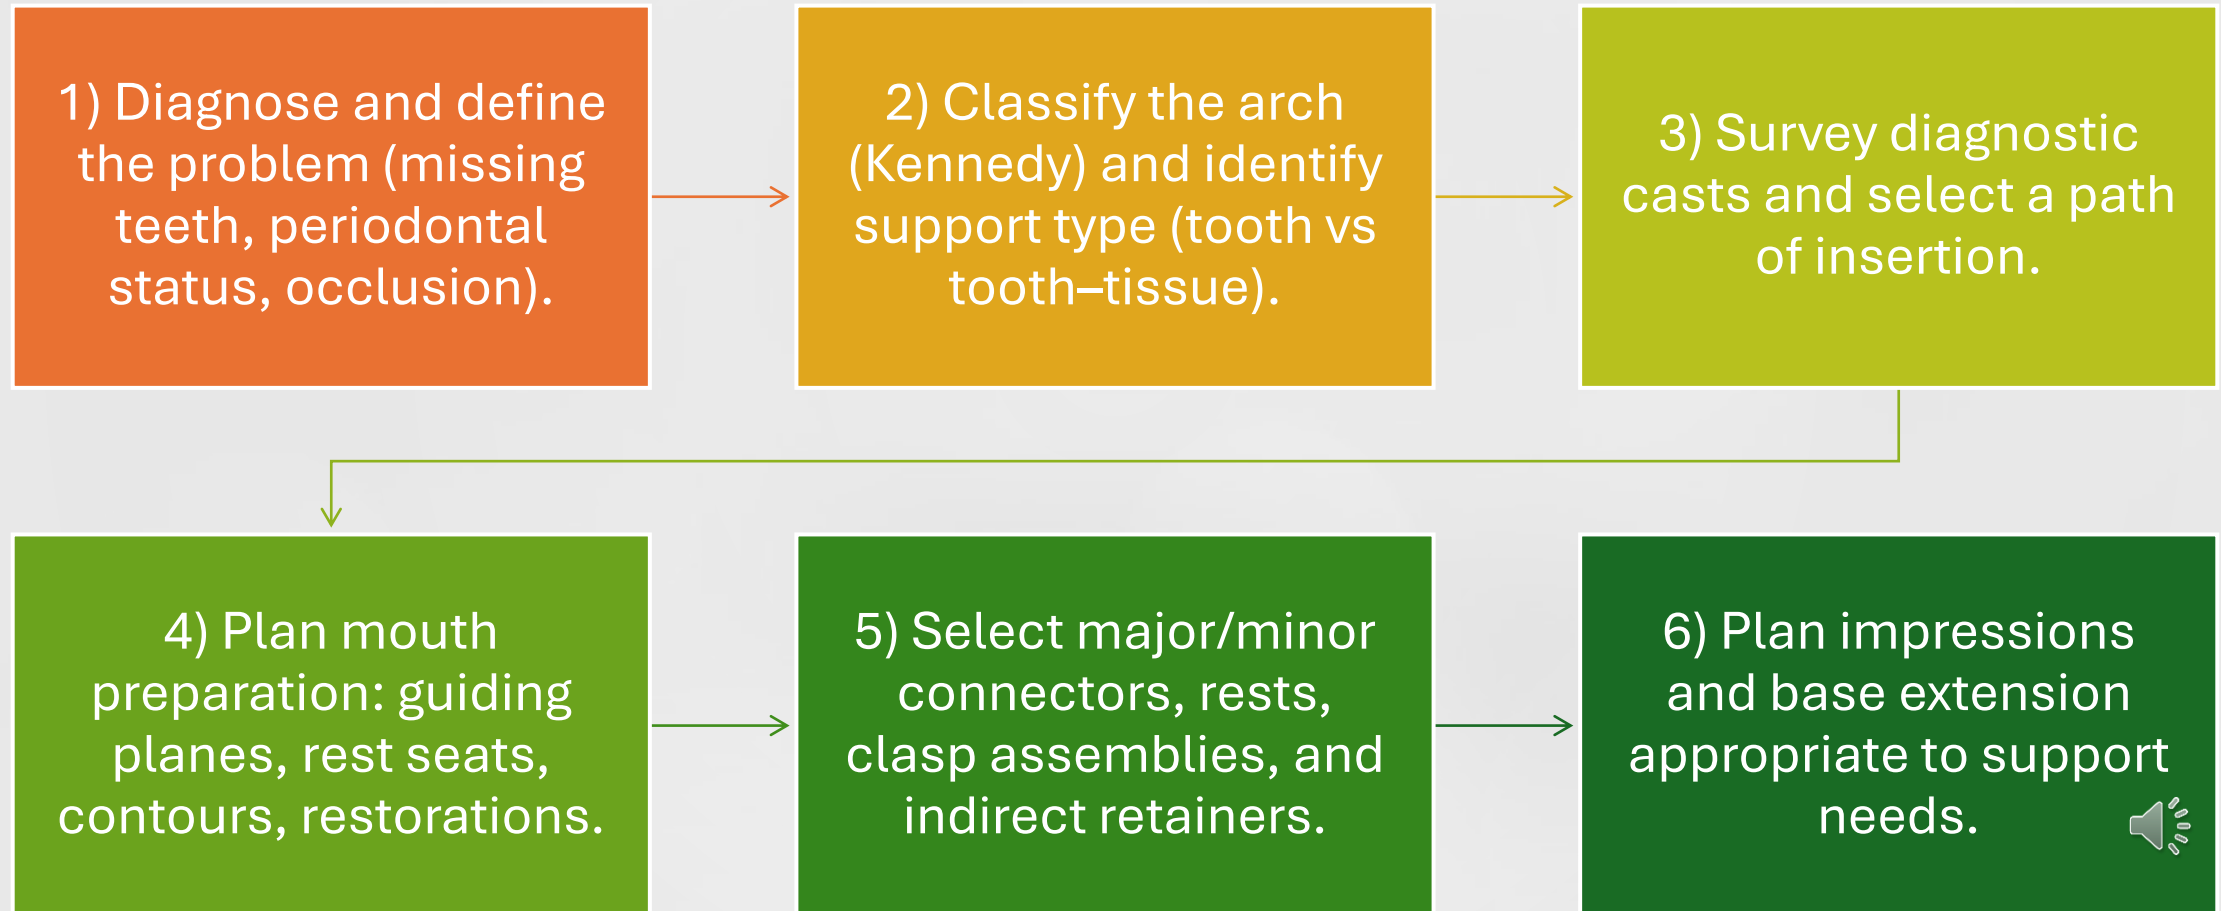 1) Diagnose and define
the problem (missing
teeth, periodontal
status, occlusion).
2) Classify the arch
(Kennedy) and identify
support type (tooth vs
tooth–tissue).
3) Survey diagnostic
casts and select a path
of insertion.
4) Plan mouth
preparation: guiding
planes, rest seats,
contours, restorations.
5) Select major/minor
connectors, rests,
clasp assemblies, and
indirect retainers.
6) Plan impressions
and base extension
appropriate to support
needs.